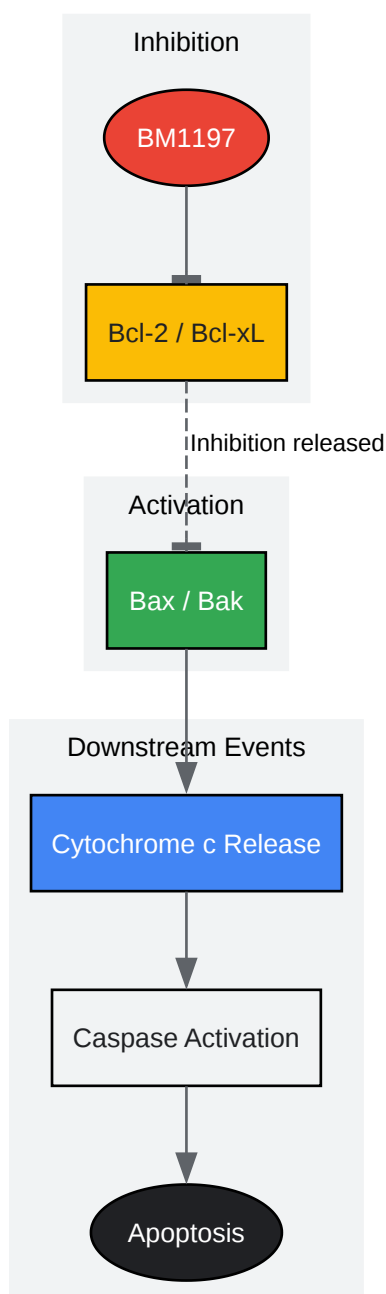 Inhibition
BM1197
Bcl-2 / Bcl-xL
Inhibition released
Activation
Bax / Bak
Downstream Events
Cytochrome c Release
Caspase Activation
Apoptosis